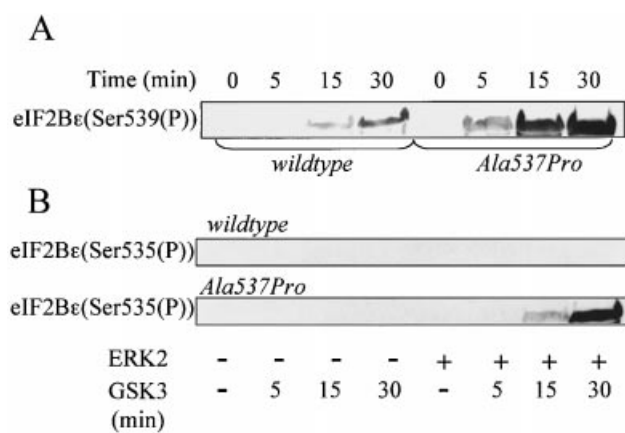 A
Time (min) 0 5 15 30 0 5 15 30
eIF2Bε(Ser539(P))
wildtype Ala537Pro
B
wildtype
eIF2Bε(Ser535(P))
Ala537Pro
eIF2Bε(Ser535(P))
ERK2 - - - - + + + +
GSK3 - 5 15 30 - 5 15 30
(min)